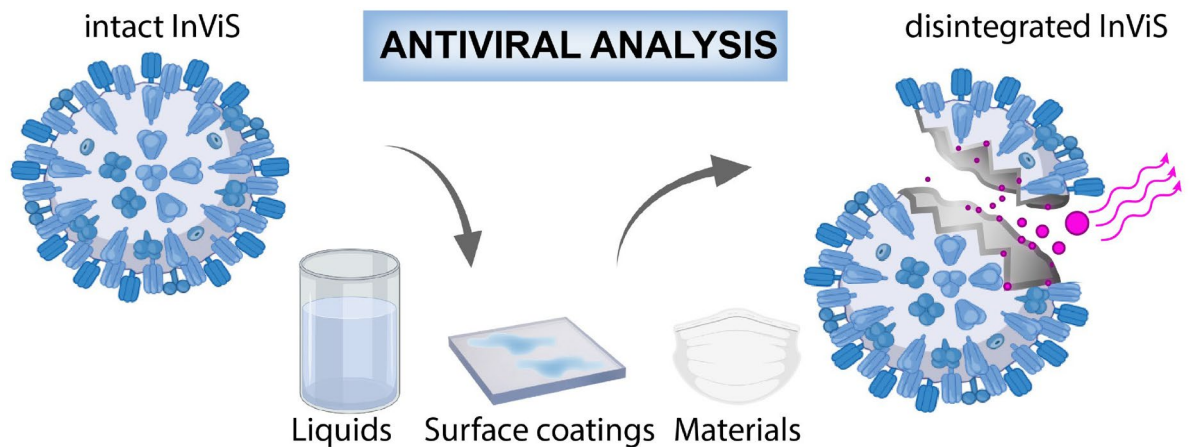 intact InViS
ANTIVIRAL ANALYSIS
disintegrated InViS
Liquids
Surface coatings
Materials